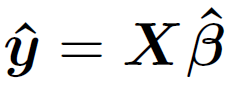 ŷ = Xβ̂